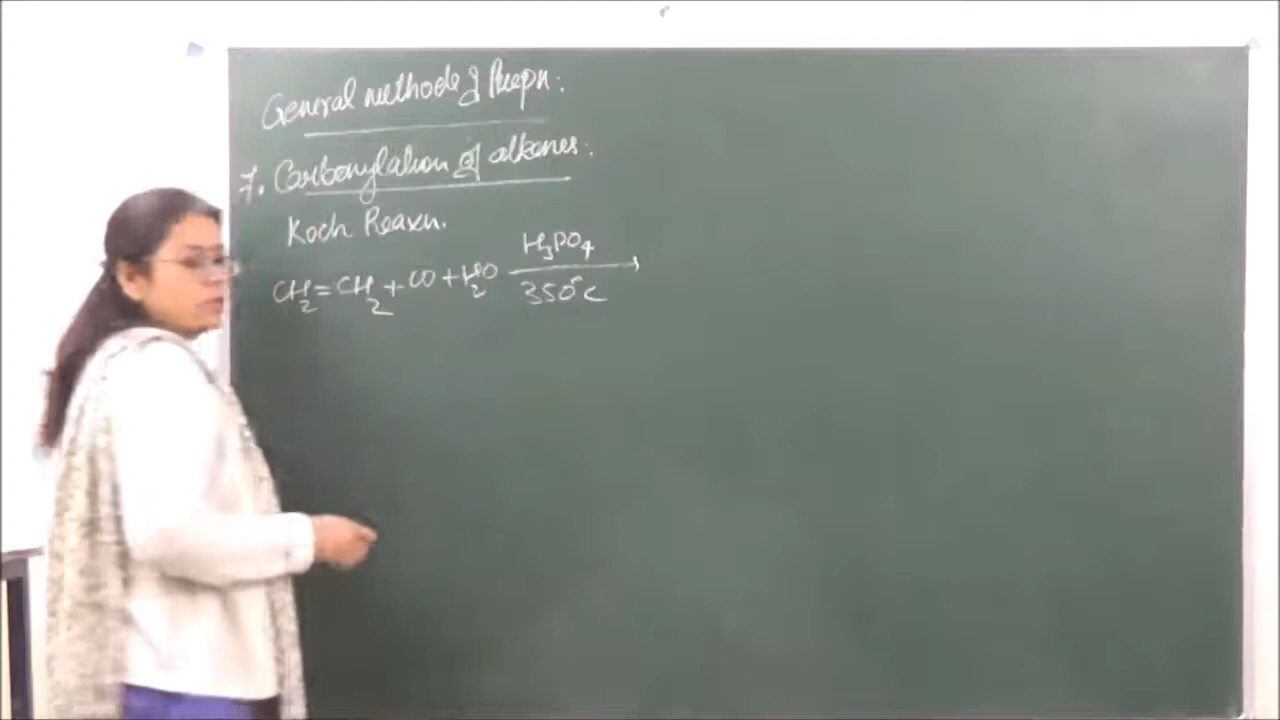 General methods of Prepn:
7. Carbonylation of alkenes:
Koch Reaxn.
CH₂=CH₂+CO+H₂O H₃PO₄ →
350°C